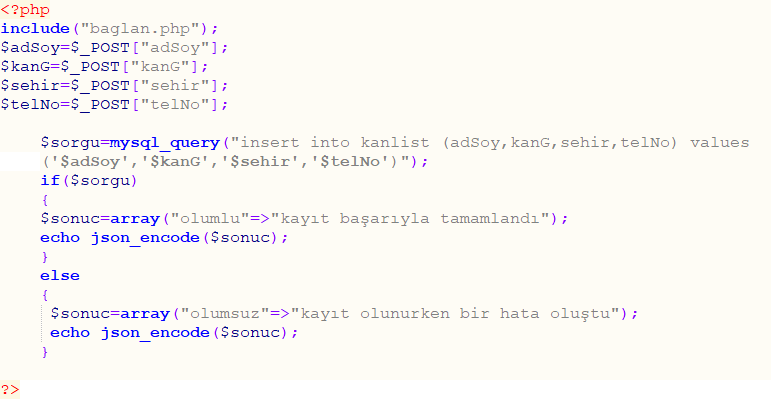 <?php
include("baglan.php");
$adSoy=$_POST["adSoy"];
$kanG=$_POST["kanG"];
$sehir=$_POST["sehir"];
$telNo=$_POST["telNo"];
$sorgu=mysql_query("insert into kanlist (adSoy,kanG,sehir,telNo) values
('$adSoy','$kanG','$sehir','$telNo')");
if($sorgu)
{
$sonuc=array("olumlu"=>"kayıt başarıyla tamamlandı");
echo json_encode($sonuc);
}
else
{
$sonuc=array("olumsuz"=>"kayıt olunurken bir hata oluştu");
echo json_encode($sonuc);
}
?>